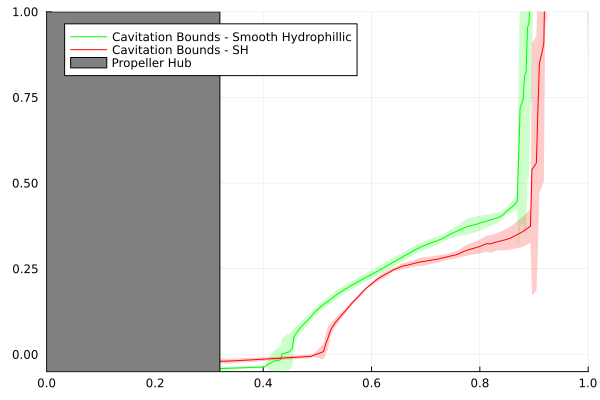 1.00
Cavitation Bounds - Smooth Hydrophillic
Cavitation Bounds - SH
Propeller Hub
0.75
0.50
0.25
0.00
0.0 0.2 0.4 0.6 0.8 1.0